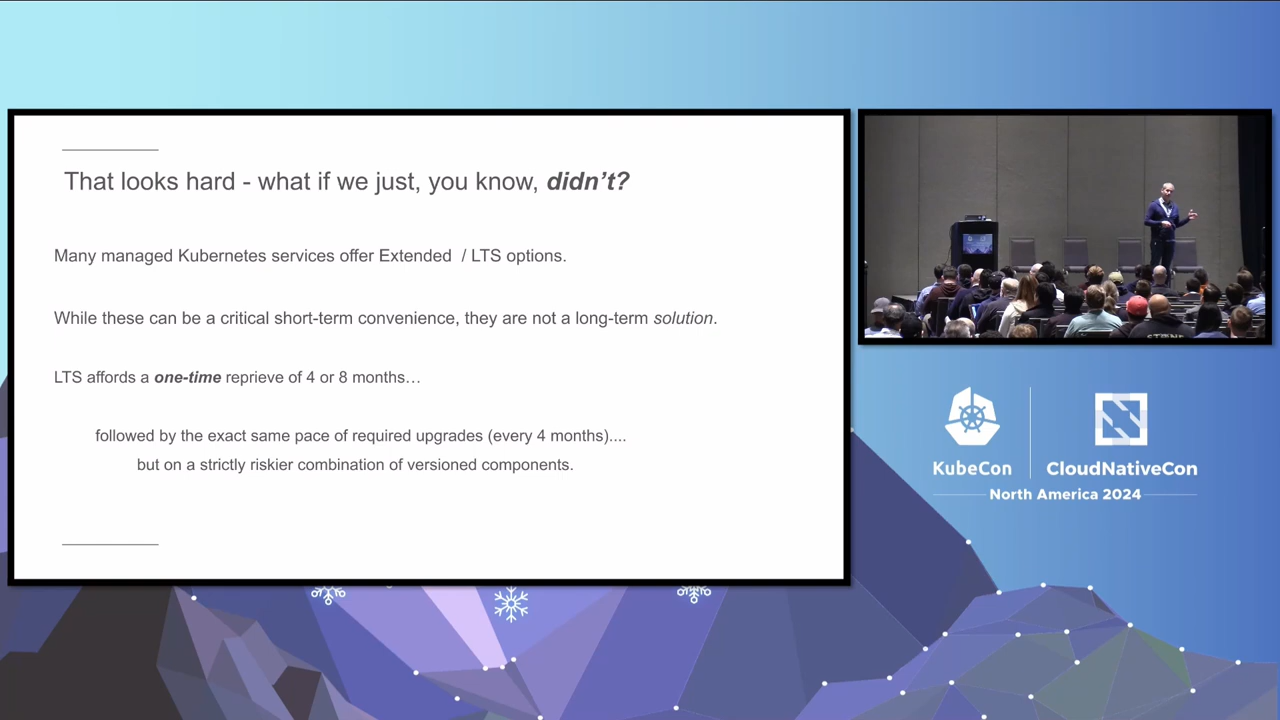 That looks hard - what if we just, you know, didn't?
Many managed Kubernetes services offer Extended  / LTS options.
While these can be a critical short-term convenience, they are not a long-term solution.
LTS affords a one-time reprieve of 4 or 8 months…
followed by the exact same pace of required upgrades (every 4 months)....
but on a strictly riskier combination of versioned components.
KubeCon
CloudNativeCon
North America 2024